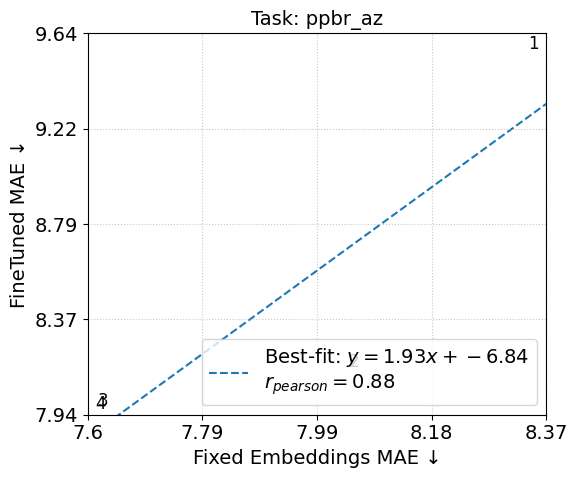 Task: ppbr_az
9.64
9.22
8.79
8.37
7.94
FineTuned MAE ↓
1
3
4
Best-fit: y = 1.93x + −6.84
r_pearson = 0.88
7.6
7.79
7.99
8.18
8.37
Fixed Embeddings MAE ↓